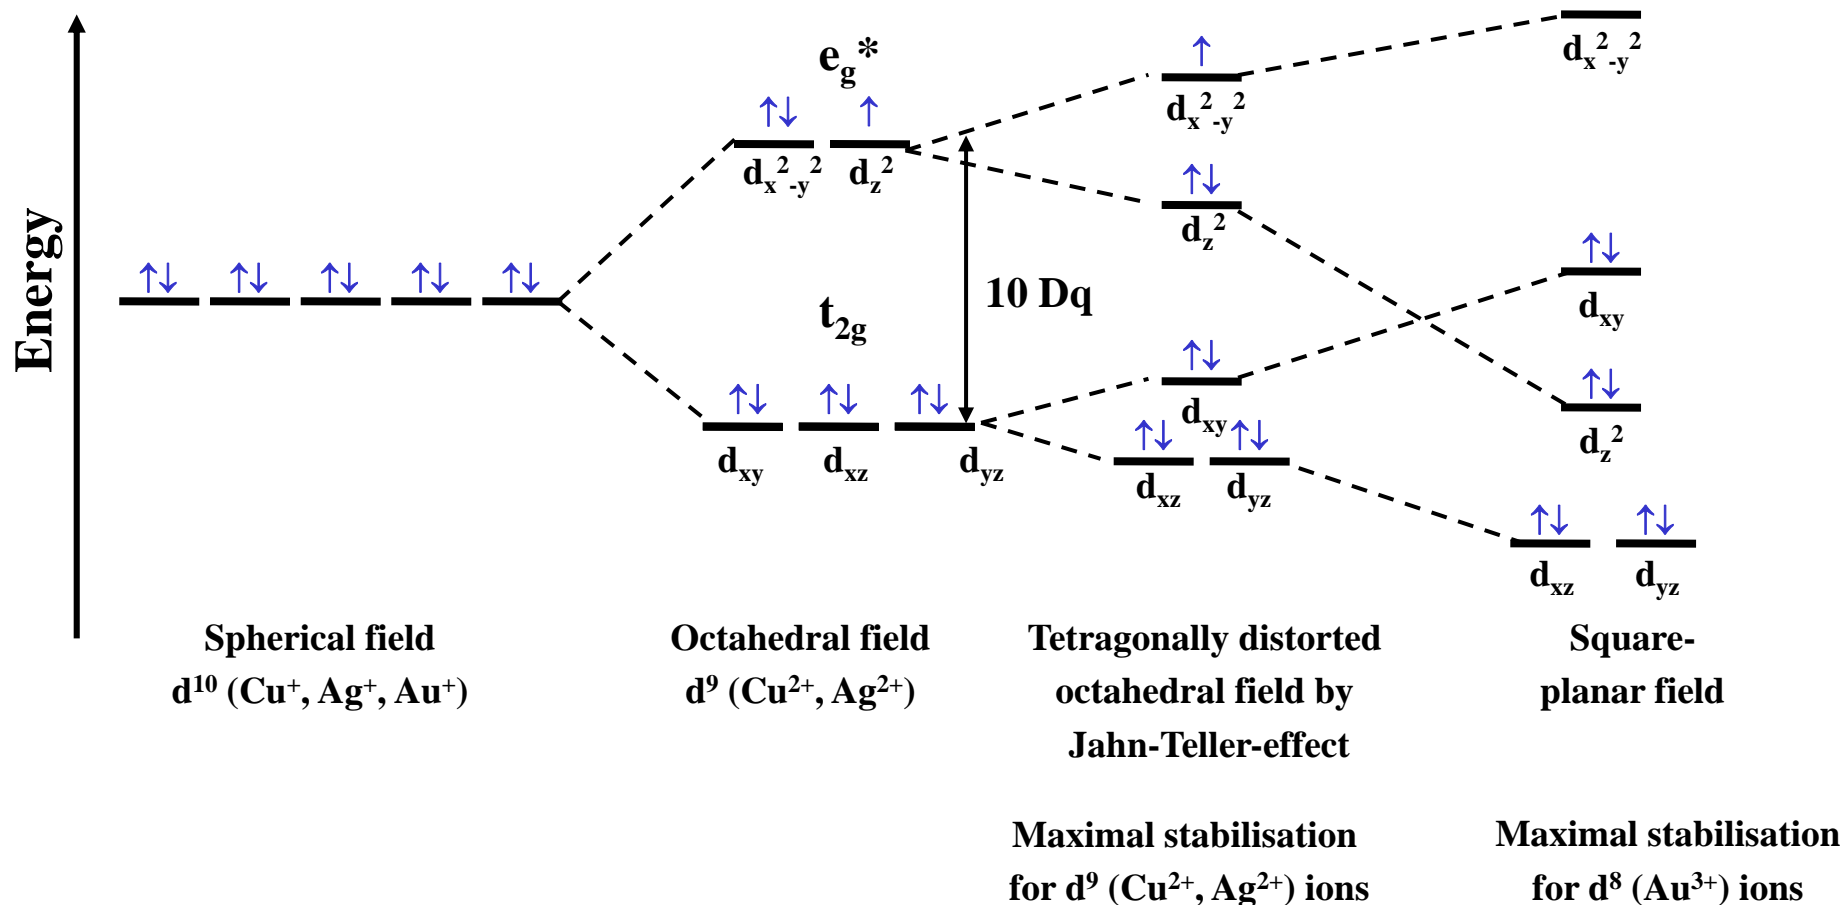 Energy
e_g*
↑↓ ↑
d_x²-y² d_z²
↑↓ ↑↓ ↑↓ ↑↓ ↑↓
t_2g
10 Dq
↑↓ ↑↓ ↑↓
d_xy d_xz d_yz
↑
d_x²-y²
↑↓
d_z²
↑↓
d_xy
↑↓ ↑↓
d_xz d_yz
d_x²-y²
↑↓
d_xy
↑↓
d_z²
↑↓ ↑↓
d_xz d_yz
Spherical field
d¹⁰ (Cu⁺, Ag⁺, Au⁺)
Octahedral field
d⁹ (Cu²⁺, Ag²⁺)
Tetragonally distorted
octahedral field by
Jahn-Teller-effect
Square-
planar field
Maximal stabilisation
for d⁹ (Cu²⁺, Ag²⁺) ions
Maximal stabilisation
for d⁸ (Au³⁺) ions